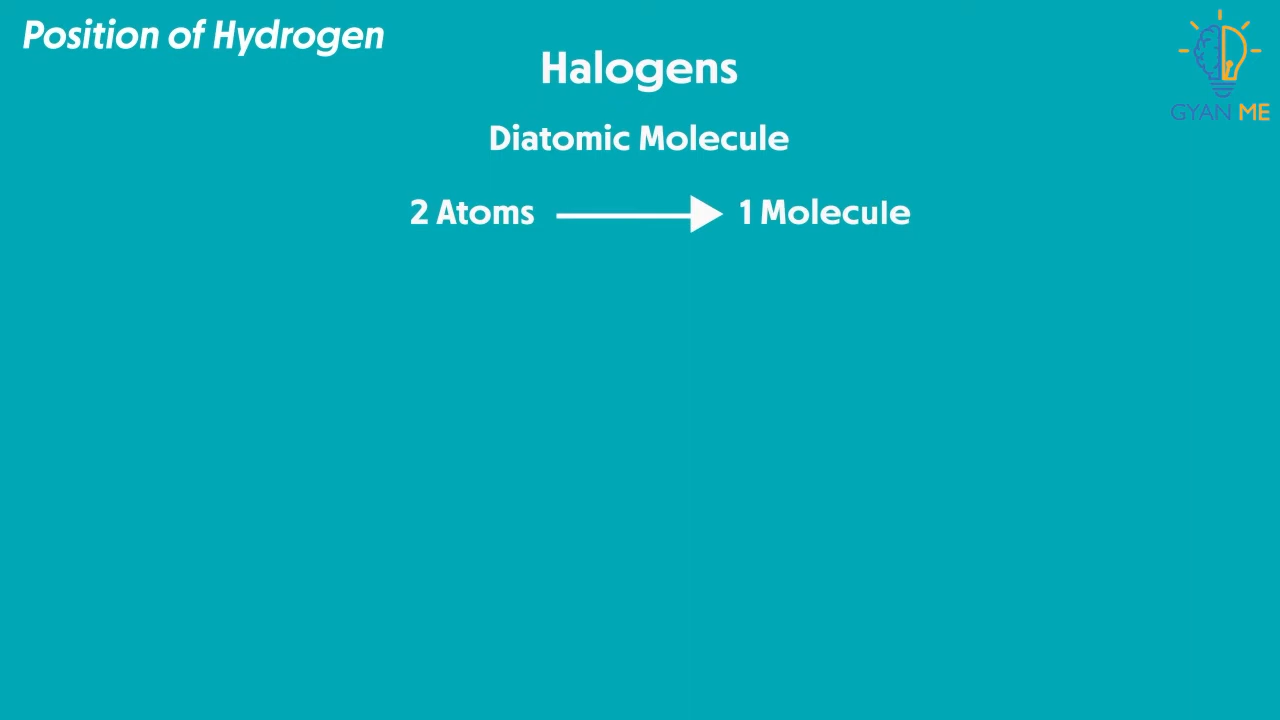 Position of Hydrogen
Halogens
GYAN ME
Diatomic Molecule
2 Atoms 1 Molecule